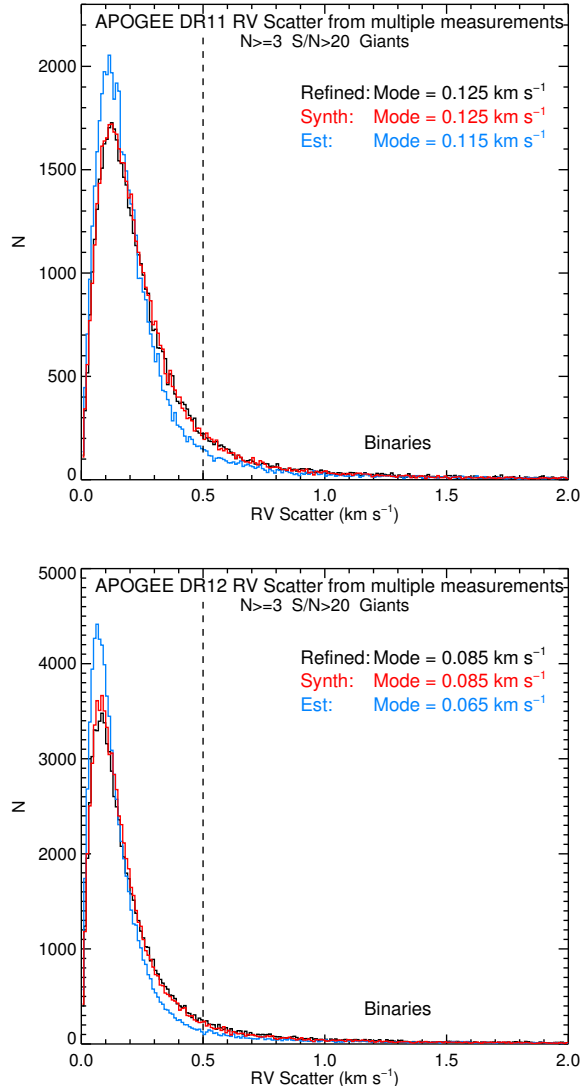 APOGEE DR11 RV Scatter from multiple measurements
N>=3 S/N>20 Giants
Refined: Mode = 0.125 km s⁻¹
Synth: Mode = 0.125 km s⁻¹
Est: Mode = 0.115 km s⁻¹
2000
1500
1000
500
0
N
Binaries
0.0 0.5 1.0 1.5 2.0
RV Scatter (km s⁻¹)
APOGEE DR12 RV Scatter from multiple measurements
N>=3 S/N>20 Giants
Refined: Mode = 0.085 km s⁻¹
Synth: Mode = 0.085 km s⁻¹
Est: Mode = 0.065 km s⁻¹
5000
4000
3000
2000
1000
0
N
Binaries
0.0 0.5 1.0 1.5 2.0
RV Scatter (km s⁻¹)